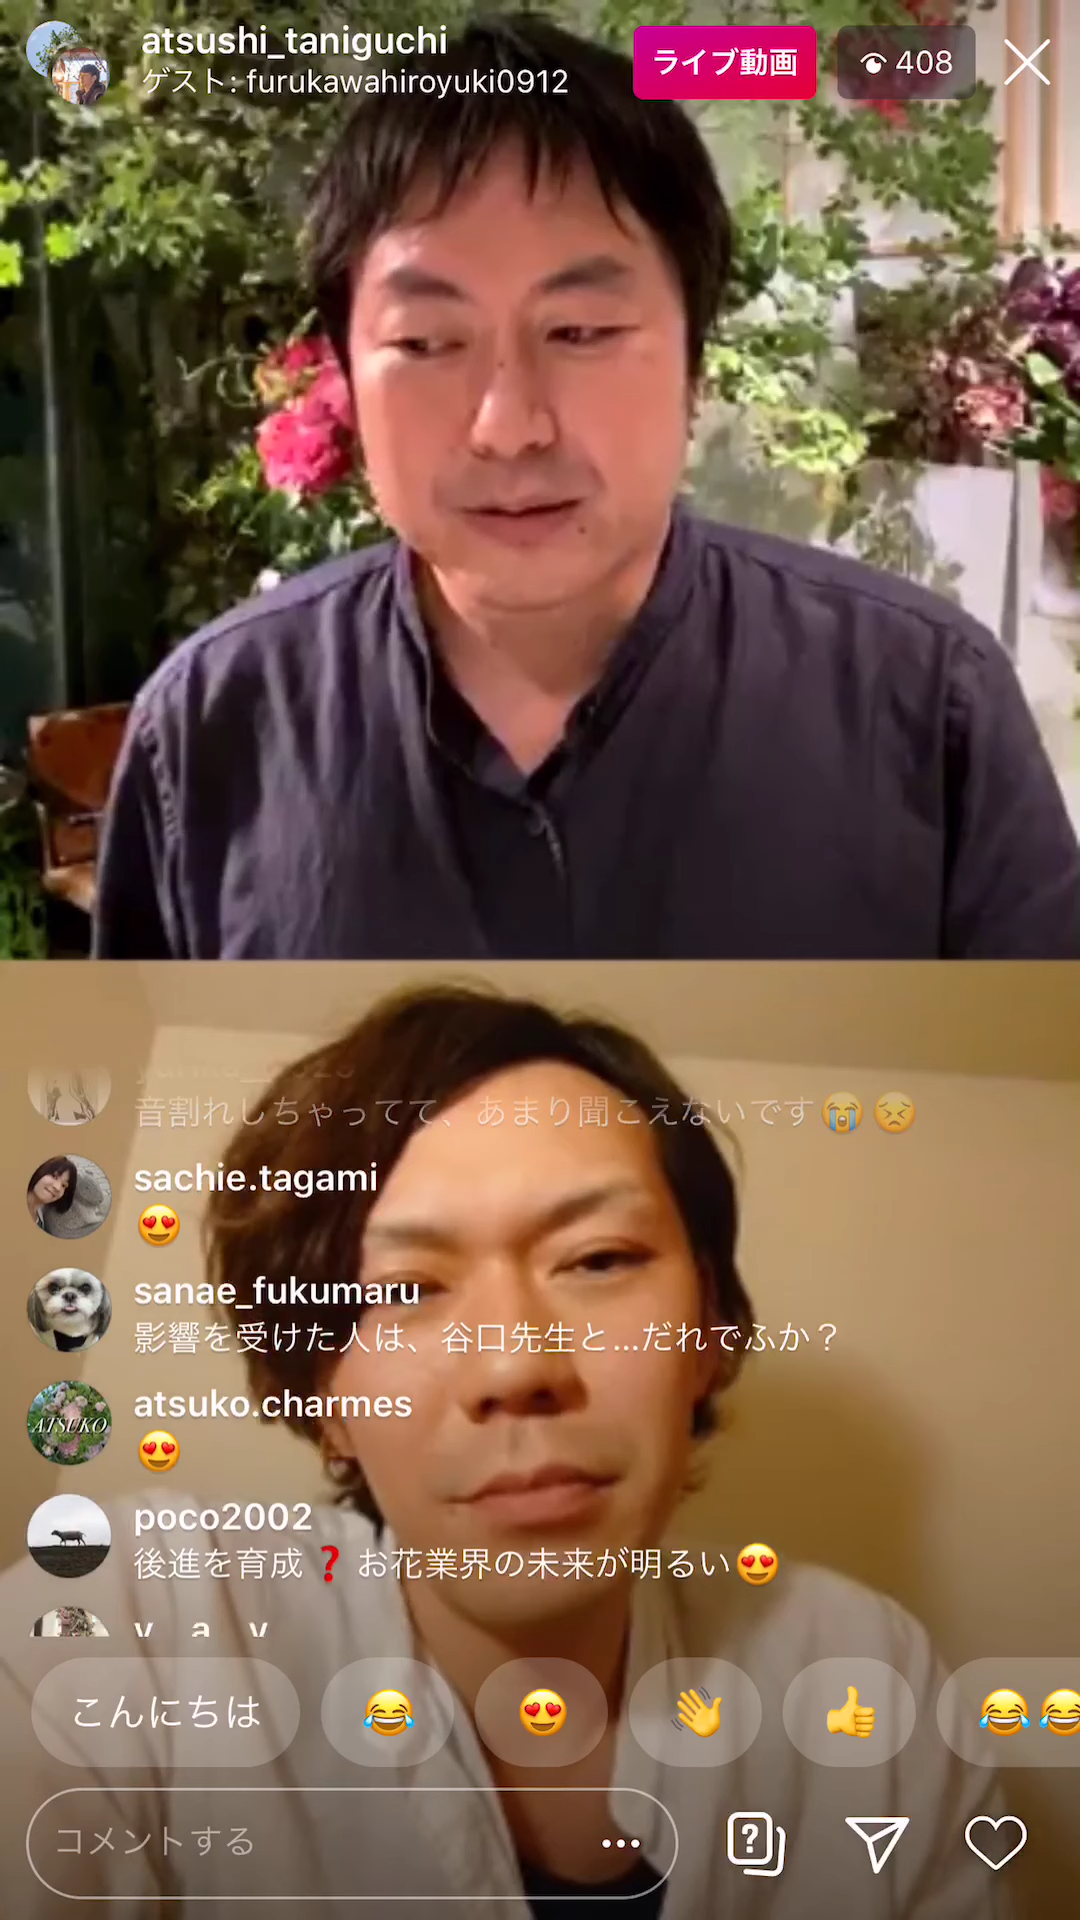 atsushi_taniguchi
ゲスト: furukawahiroyuki0912
ライブ動画
408
音割れしちゃってて、あまり聞こえないです😭😣
sachie.tagami
😍
sanae_fukumaru
影響を受けた人は、谷口先生と...だれでふか？
atsuko.charmes
ATSUKO
😍
poco2002
後進を育成❓お花業界の未来が明るい😍
こんにちは
😂
😍
👋
👍
😂😂
コメントする